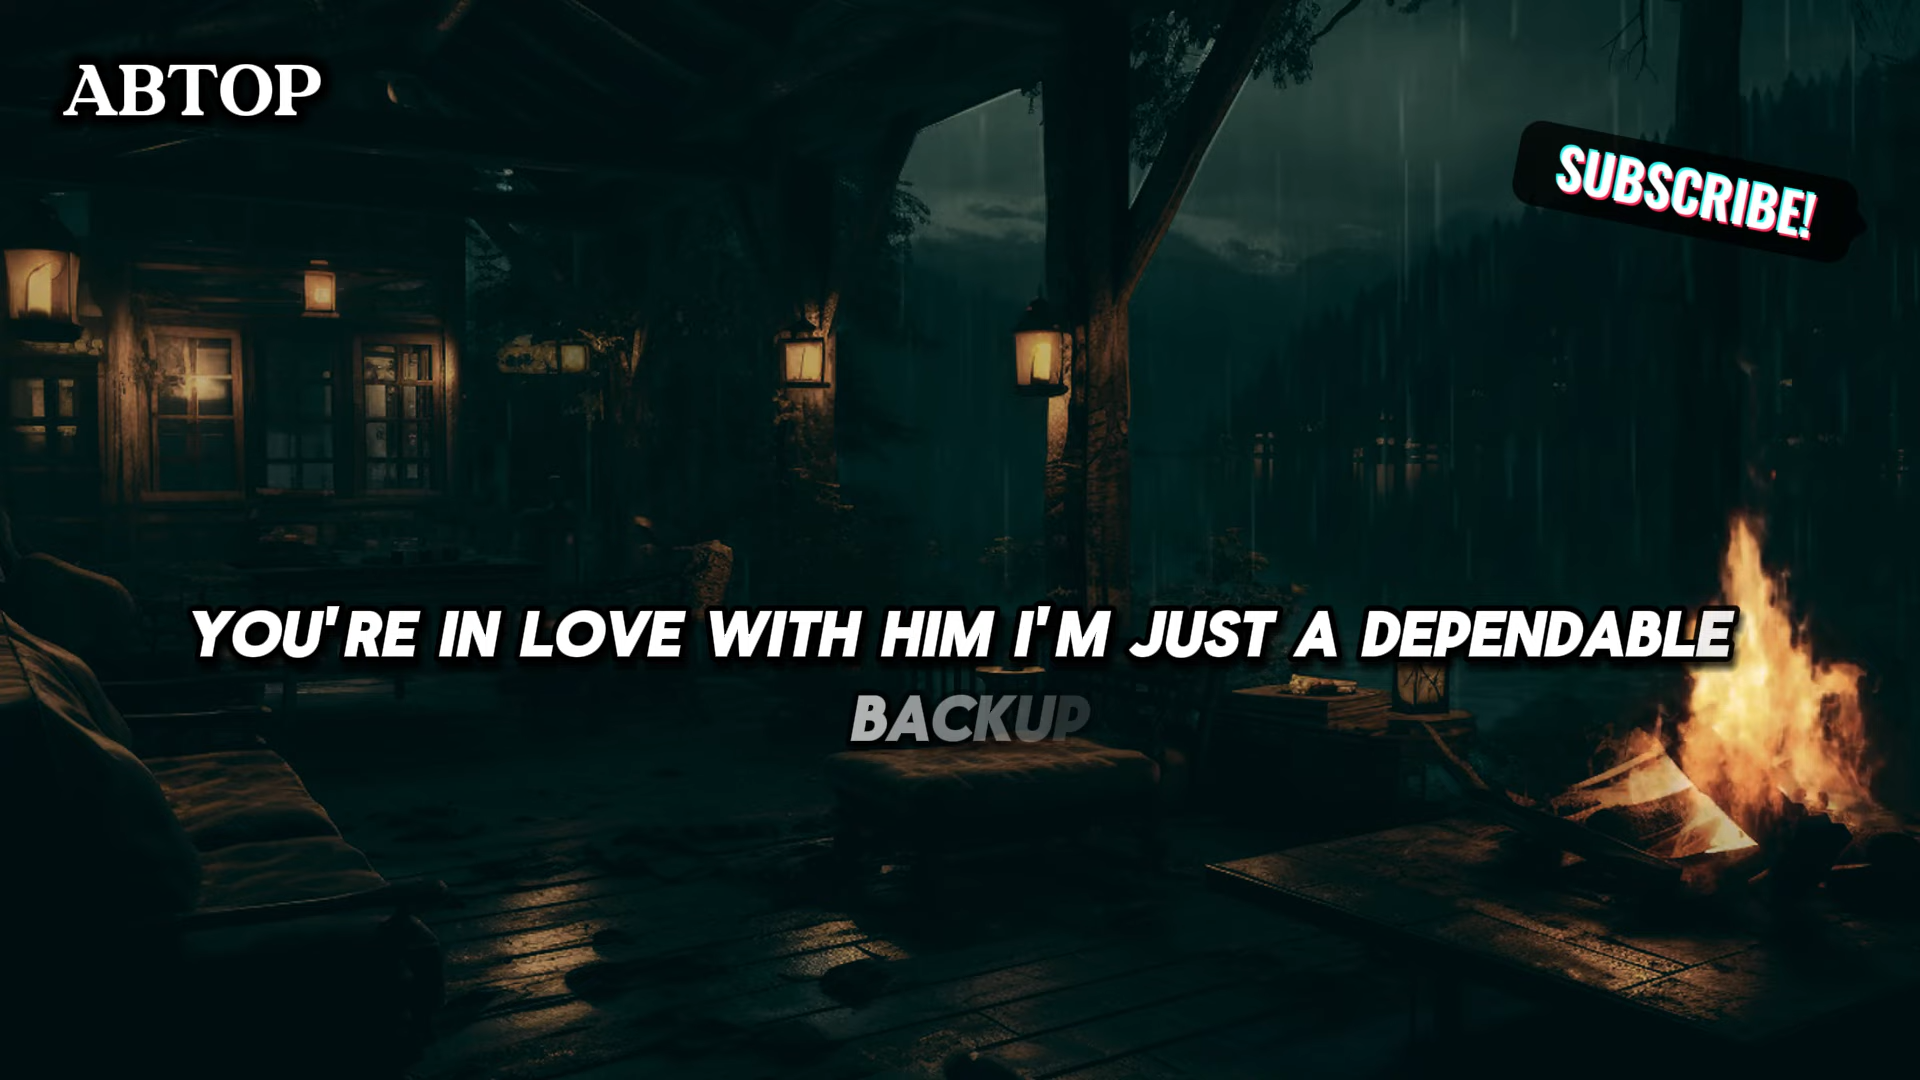 ABTOP
SUBSCRIBE!
YOU'RE IN LOVE WITH HIM I'M JUST A DEPENDABLE
BACKUP